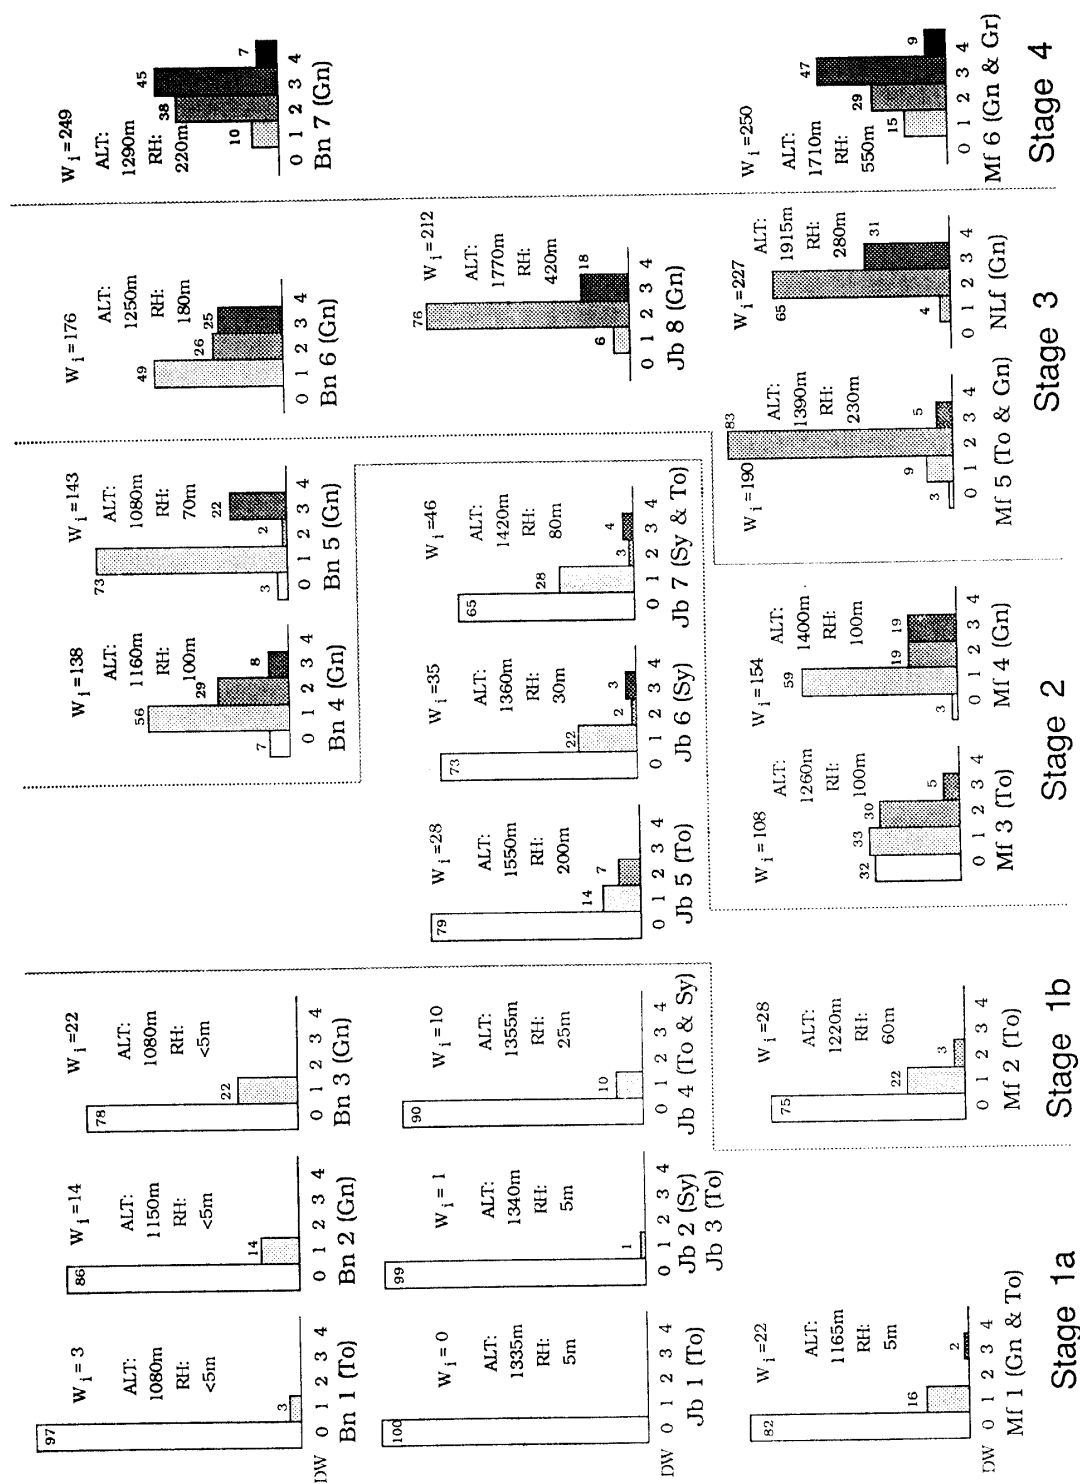 W i = 3
ALT:
1080m
RH:
<5m
97
3
DW 0 1 2 3 4
Bn 1 (To)
W i =14
ALT:
1150m
RH:
<5m
86
14
0 1 2 3 4
Bn 2 (Gn)
W i =22
ALT:
1080m
RH:
<5m
78
22
0 1 2 3 4
Bn 3 (Gn)
W i =138
ALT:
1160m
RH:
100m
7
56
29
8
0 1 2 3 4
Bn 4 (Gn)
W i =143
ALT:
1080m
RH:
70m
3
73
2
22
0 1 2 3 4
Bn 5 (Gn)
W i =176
ALT:
1250m
RH:
180m
49
26
25
0 1 2 3 4
Bn 6 (Gn)
W i =249
ALT:
1290m
RH:
220m
10
38
45
7
0 1 2 3 4
Bn 7 (Gn)
W i = 0
ALT:
1335m
RH:
5m
100
DW 0 1 2 3 4
Jb 1 (To)
W i = 1
ALT:
1340m
RH:
5m
99
1
0 1 2 3 4
Jb 2 (Sy)
Jb 3 (To)
W i =10
ALT:
1355m
RH:
25m
90
10
0 1 2 3 4
Jb 4 (To & Sy)
W i =28
ALT:
1550m
RH:
200m
79
14
7
0 1 2 3 4
Jb 5 (To)
W i =35
ALT:
1360m
RH:
30m
73
22
2
3
0 1 2 3 4
Jb 6 (Sy)
W i =46
ALT:
1420m
RH:
80m
65
28
3
4
0 1 2 3 4
Jb 7 (Sy & To)
W i =212
ALT:
1770m
RH:
420m
6
76
18
0 1 2 3 4
Jb 8 (Gn)
W i =22
ALT:
1165m
RH:
5m
82
16
2
DW 0 1 2 3 4
Mf 1 (Gn & To)
W i =28
ALT:
1220m
RH:
60m
75
22
3
0 1 2 3 4
Mf 2 (To)
W i =108
ALT:
1260m
RH:
100m
32
33
30
5
0 1 2 3 4
Mf 3 (To)
W i =154
ALT:
1400m
RH:
100m
3
59
19
19
0 1 2 3 4
Mf 4 (Gn)
W i =190
ALT:
1390m
RH:
230m
3
9
83
5
0 1 2 3 4
Mf 5 (To & Gn)
W i =227
ALT:
1915m
RH:
280m
4
65
31
0 1 2 3 4
NLf (Gn)
W i =250
ALT:
1710m
RH:
550m
15
29
47
9
0 1 2 3 4
Mf 6 (Gn & Gr)
Stage 1a
Stage 1b
Stage 2
Stage 3
Stage 4